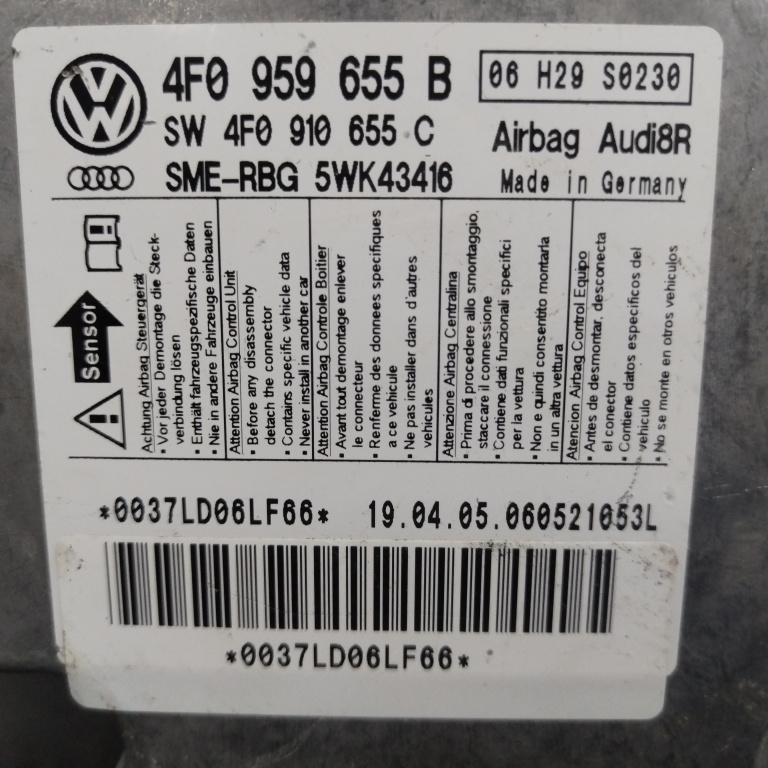 4F0 959 655 B
06 H29 S0230
SW 4F0 910 655 C
Airbag Audi8R
SME-RBG 5WK43416
Made in Germany
Sensor
Achtung Airbag Steuergerät
• Vor jeder Demontage die Steck-
verbindung lösen
• Enthält fahrzeugspezifische Daten
• Nie in andere Fahrzeuge einbauen
Attention Airbag Control Unit
• Before any disassembly
detach the connector
• Contains specific vehicle data
• Never install in another car
Attention Airbag Controle Boitier
• Avant tout demontage enlever
le connecteur
• Renferme des donnees specifiques
a ce vehicule
• Ne pas installer dans d'autres
vehicules
Attenzione Airbag Centralina
• Prima di procedere allo smontaggio,
staccare il connessione
• Contiene dati funzionali specifici
per la vettura
• Non e quindi consentito montarla
in un altra vettura
Atencion Airbag Control Equipo
• Antes de desmontar, desconecta
el conector
• Contiene datos especificos del
vehiculo
• No se monte en otros vehiculos
*0037LD06LF66*
19.04.05.060521053L
*0037LD06LF66*